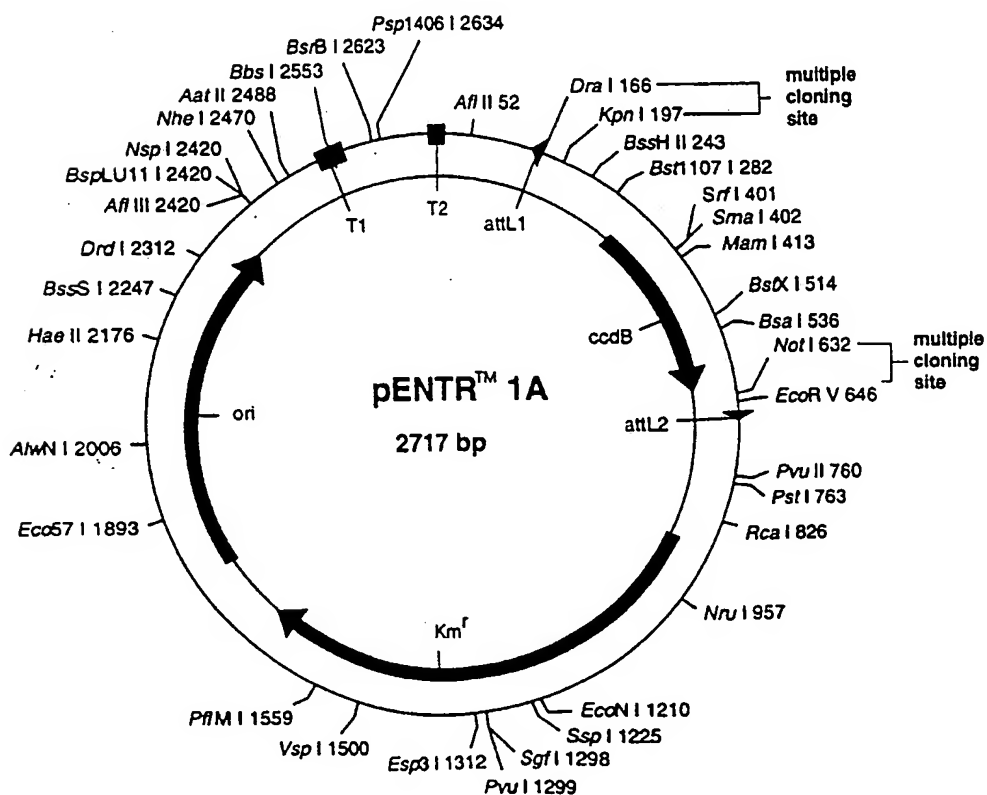 Psp1406 I 2634
BsrB I 2623
Bbs I 2553
Aat II 2488
Nhe I 2470
Nsp I 2420
BspLU11 I 2420
Afl III 2420
Drd I 2312
BssS I 2247
Hae II 2176
AlwN I 2006
Eco57 I 1893
Afl II 52
Dra I 166
Kpn I 197
multiple
cloning
site
BssH II 243
Bst1107 I 282
Srf I 401
Sma I 402
Mam I 413
BstX I 514
Bsa I 536
Not I 632
EcoR V 646
multiple
cloning
site
Pvu II 760
Pst I 763
Rca I 826
Nru I 957
EcoN I 1210
Ssp I 1225
Sgf I 1298
Pvu I 1299
Esp3 I 1312
Vsp I 1500
PflM I 1559
T1
T2
attL1
ccdB
attL2
Kmʳ
ori
pENTR™ 1A
2717 bp